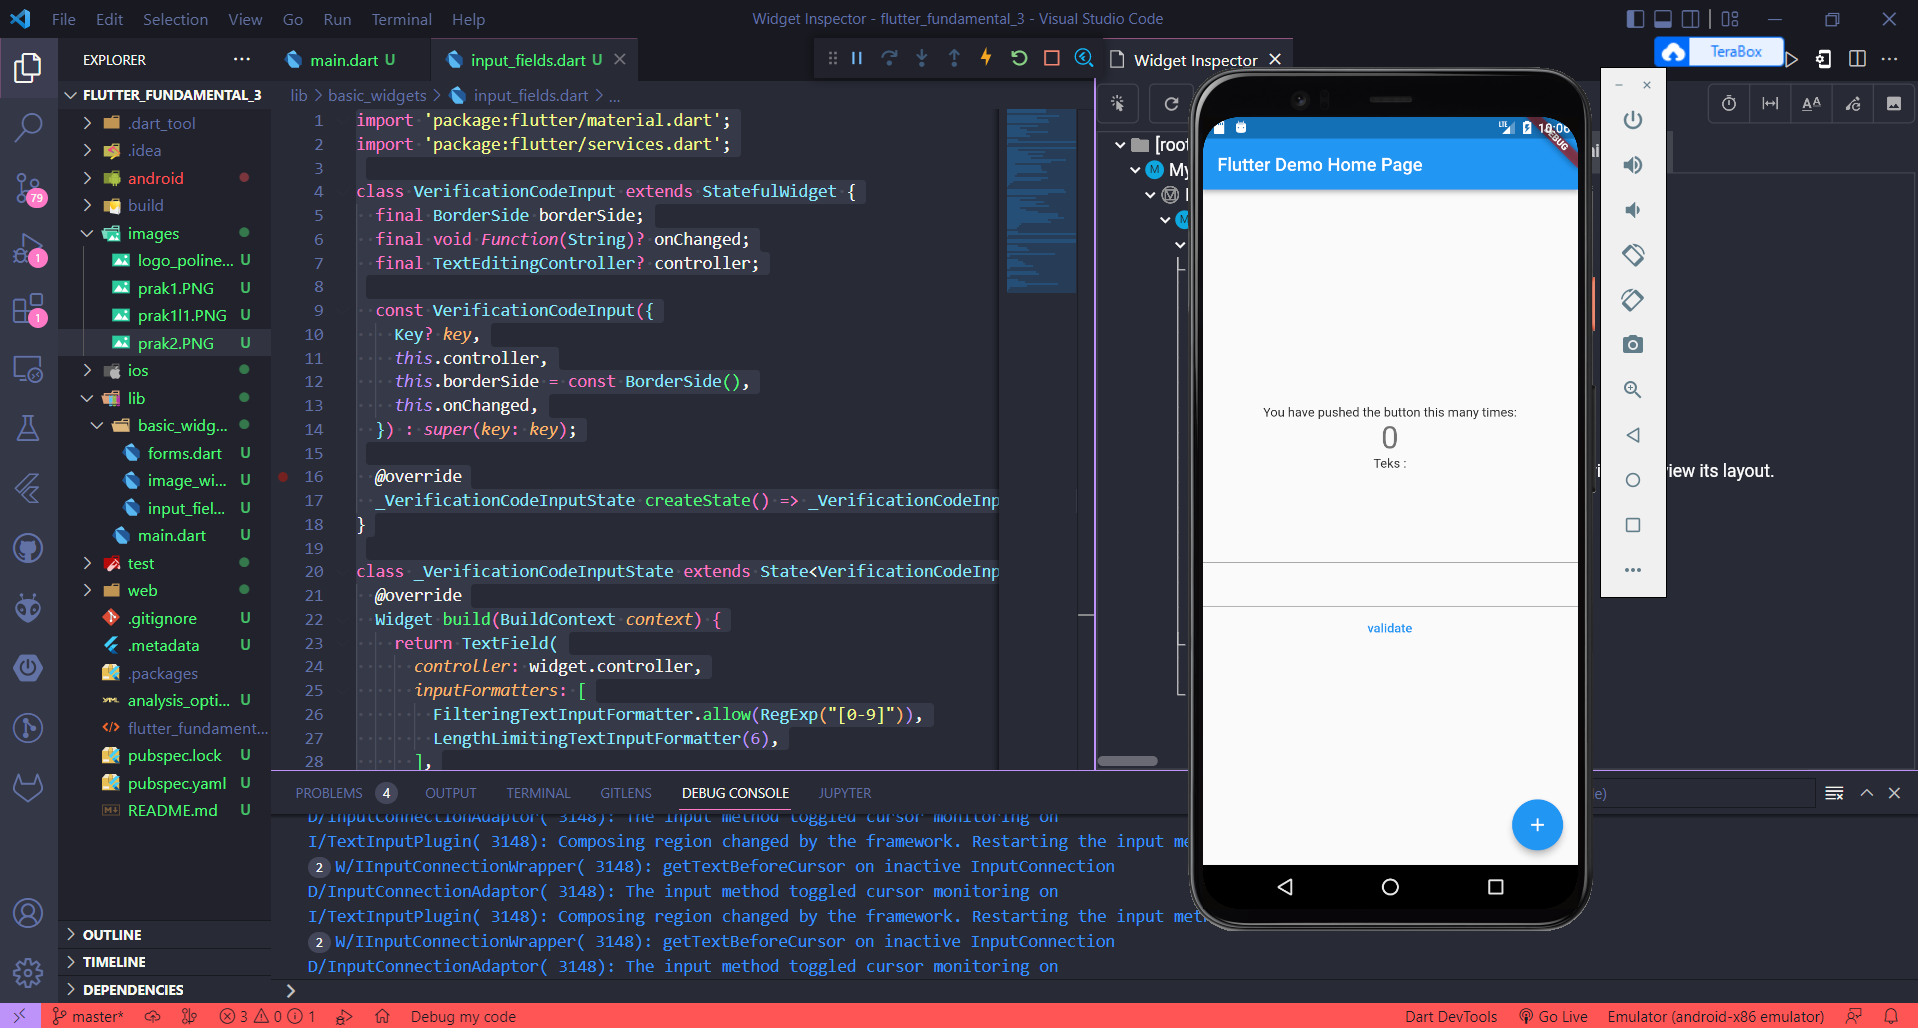 File Edit Selection View Go Run Terminal Help
Widget Inspector - flutter_fundamental_3 - Visual Studio Code
EXPLORER
main.dart U
input_fields.dart U
Widget Inspector
TeraBox
FLUTTER_FUNDAMENTAL_3
.dart_tool
.idea
android
build
images
logo_poline... U
prak1.PNG U
prak1l1.PNG U
prak2.PNG U
ios
lib
basic_widg...
forms.dart U
image_wi... U
input_fiel... U
main.dart U
test
web
.gitignore U
.metadata U
.packages
analysis_opti... U
flutter_fundament...
pubspec.lock U
pubspec.yaml U
README.md U
OUTLINE
TIMELINE
DEPENDENCIES
79
1
1
lib > basic_widgets > input_fields.dart > ...
1 import 'package:flutter/material.dart';
2 import 'package:flutter/services.dart';
3
4 class VerificationCodeInput extends StatefulWidget {
5 final BorderSide borderSide;
6 final void Function(String)? onChanged;
7 final TextEditingController? controller;
8
9 const VerificationCodeInput({
10 Key? key,
11 this.controller,
12 this.borderSide = const BorderSide(),
13 this.onChanged,
14 }) : super(key: key);
15
16 @override
17 _VerificationCodeInputState createState() => _VerificationCodeInp
18 }
19
20 class _VerificationCodeInputState extends State<VerificationCodeInp
21 @override
22 Widget build(BuildContext context) {
23 return TextField(
24 controller: widget.controller,
25 inputFormatters: [
26 FilteringTextInputFormatter.allow(RegExp("[0-9]")),
27 LengthLimitingTextInputFormatter(6),
28 ],
[root
My
iew its layout.
LTE
10:06
DEBUG
Flutter Demo Home Page
You have pushed the button this many times:
0
Teks :
validate
+
PROBLEMS 4 OUTPUT TERMINAL GITLENS DEBUG CONSOLE JUPYTER
D/InputConnectionAdaptor( 3148): The input method toggled cursor monitoring on
I/TextInputPlugin( 3148): Composing region changed by the framework. Restarting the input me
2 W/IInputConnectionWrapper( 3148): getTextBeforeCursor on inactive InputConnection
D/InputConnectionAdaptor( 3148): The input method toggled cursor monitoring on
I/TextInputPlugin( 3148): Composing region changed by the framework. Restarting the input met
2 W/IInputConnectionWrapper( 3148): getTextBeforeCursor on inactive InputConnection
D/InputConnectionAdaptor( 3148): The input method toggled cursor monitoring on
master* 3 0 1 Debug my code
Dart DevTools Go Live Emulator (android-x86 emulator)